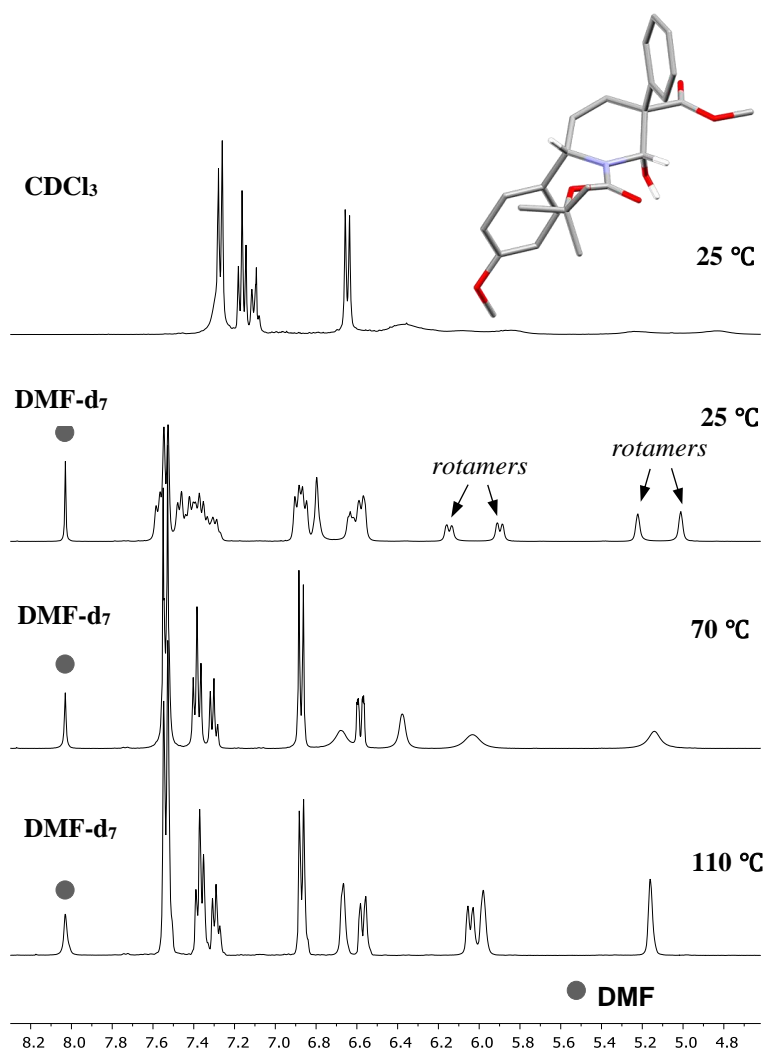 CDCl₃
25 ℃
DMF-d₇
25 ℃
rotamers
rotamers
DMF-d₇
70 ℃
DMF-d₇
110 ℃
DMF
8.2 8.0 7.8 7.6 7.4 7.2 7.0 6.8 6.6 6.4 6.2 6.0 5.8 5.6 5.4 5.2 5.0 4.8